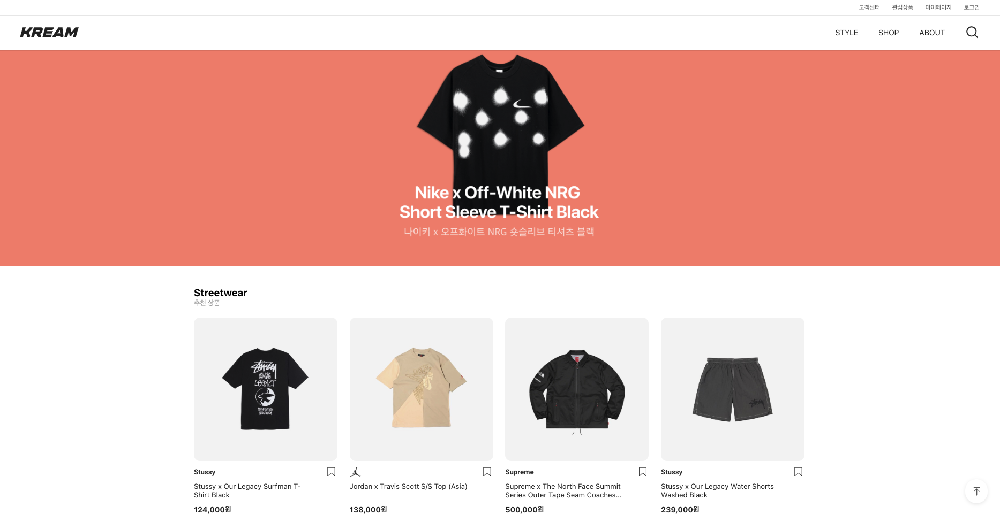 고객센터 관심상품 마이페이지 로그인
KREAM STYLE SHOP ABOUT
Nike x Off-White NRG
Short Sleeve T-Shirt Black
나이키 x 오프화이트 NRG 숏슬리브 티셔츠 블랙
Streetwear
추천 상품
Stussy
OUR
LEGACY
Stussy
Stussy x Our Legacy Surfman T-
Shirt Black
124,000원
Jordan x Travis Scott S/S Top (Asia)
138,000원
Supreme
Supreme x The North Face Summit
Series Outer Tape Seam Coaches...
500,000원
Stussy
Stussy x Our Legacy Water Shorts
Washed Black
239,000원